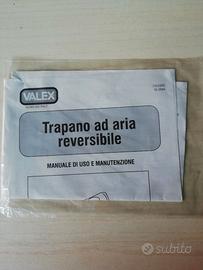 VALEX
Trapano ad aria
reversibile
MANUALE DI USO E MANUTENZIONE
subito